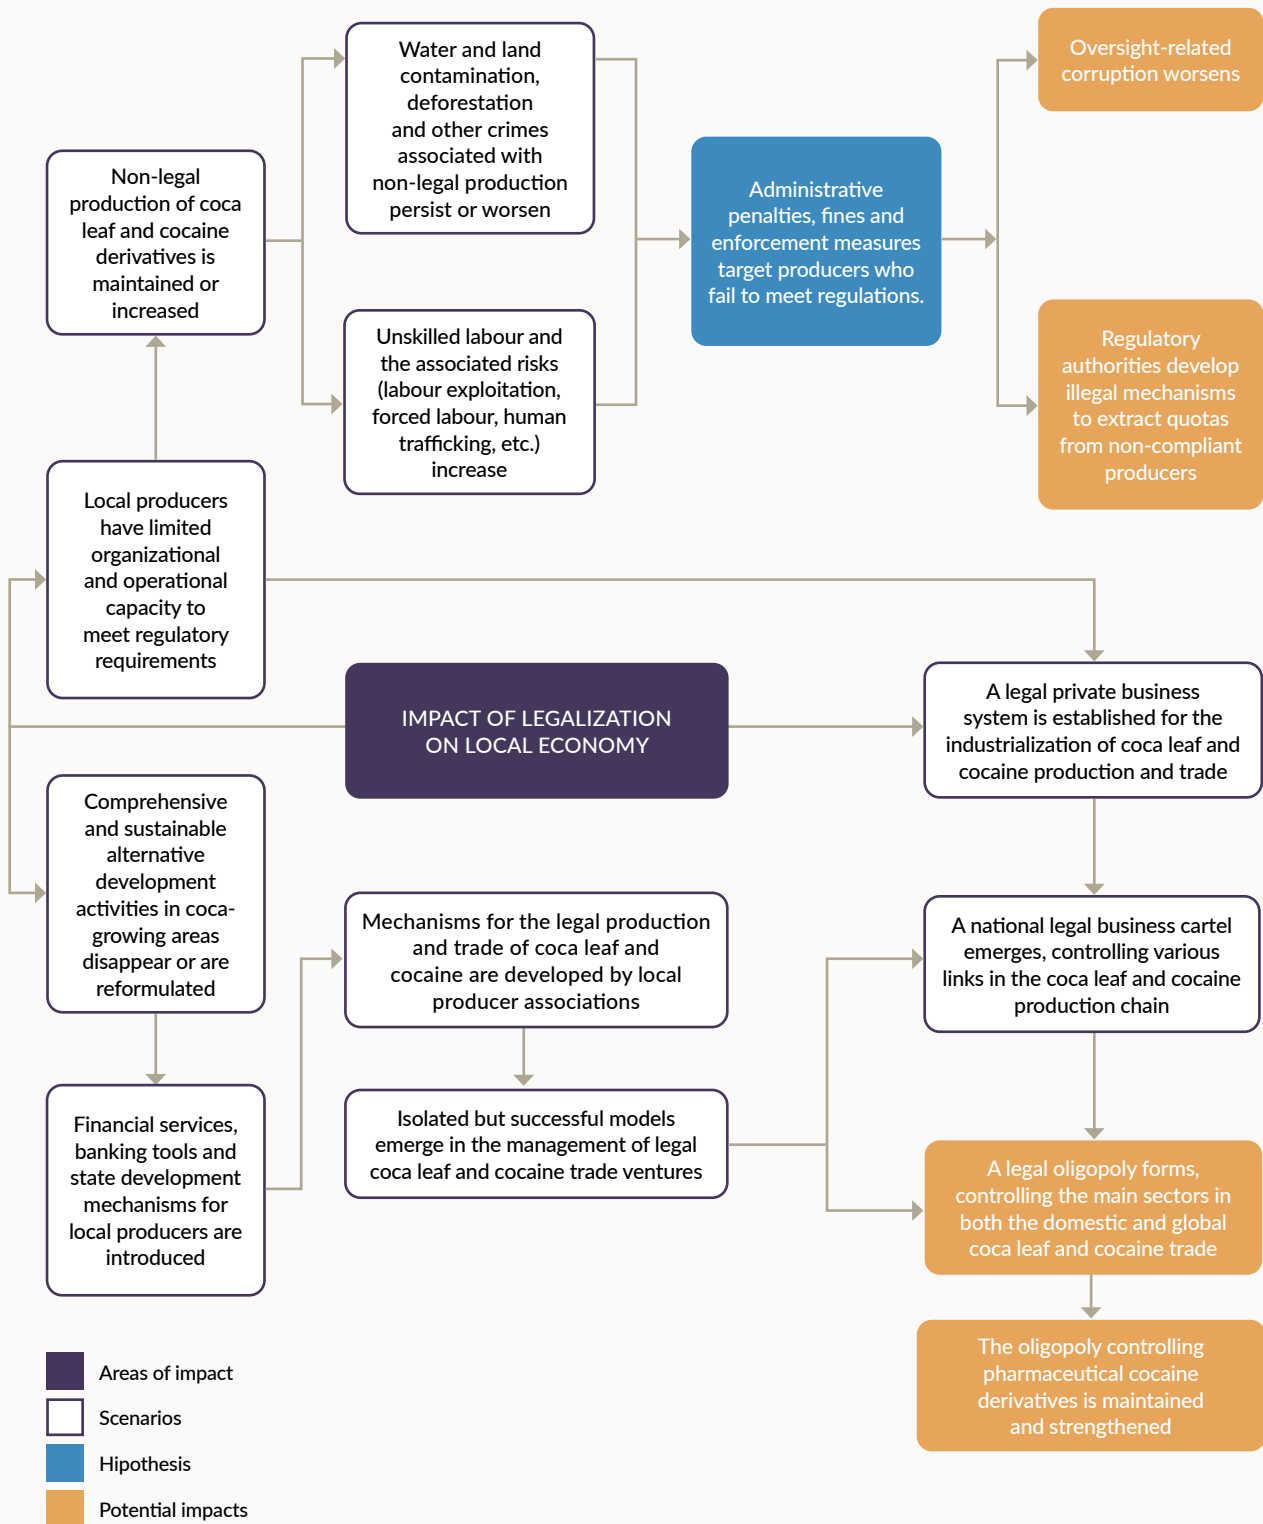 Water and land
contamination,
deforestation
and other crimes
associated with
non-legal production
persist or worsen
Oversight-related
corruption worsens
Non-legal
production of coca
leaf and cocaine
derivatives is
maintained or
increased
Administrative
penalties, fines and
enforcement measures
target producers who
fail to meet regulations.
Unskilled labour and
the associated risks
(labour exploitation,
forced labour, human
trafficking, etc.)
increase
Regulatory
authorities develop
illegal mechanisms
to extract quotas
from non-compliant
producers
Local producers
have limited
organizational
and operational
capacity to
meet regulatory
requirements
IMPACT OF LEGALIZATION
ON LOCAL ECONOMY
A legal private business
system is established for the
industrialization of coca leaf and
cocaine production and trade
Comprehensive
and sustainable
alternative
development
activities in coca-
growing areas
disappear or are
reformulated
Mechanisms for the legal production
and trade of coca leaf and
cocaine are developed by local
producer associations
A national legal business cartel
emerges, controlling various
links in the coca leaf and cocaine
production chain
Financial services,
banking tools and
state development
mechanisms for
local producers are
introduced
Isolated but successful models
emerge in the management of legal
coca leaf and cocaine trade ventures
A legal oligopoly forms,
controlling the main sectors in
both the domestic and global
coca leaf and cocaine trade
The oligopoly controlling
pharmaceutical cocaine
derivatives is maintained
and strengthened
Areas of impact
Scenarios
Hipothesis
Potential impacts